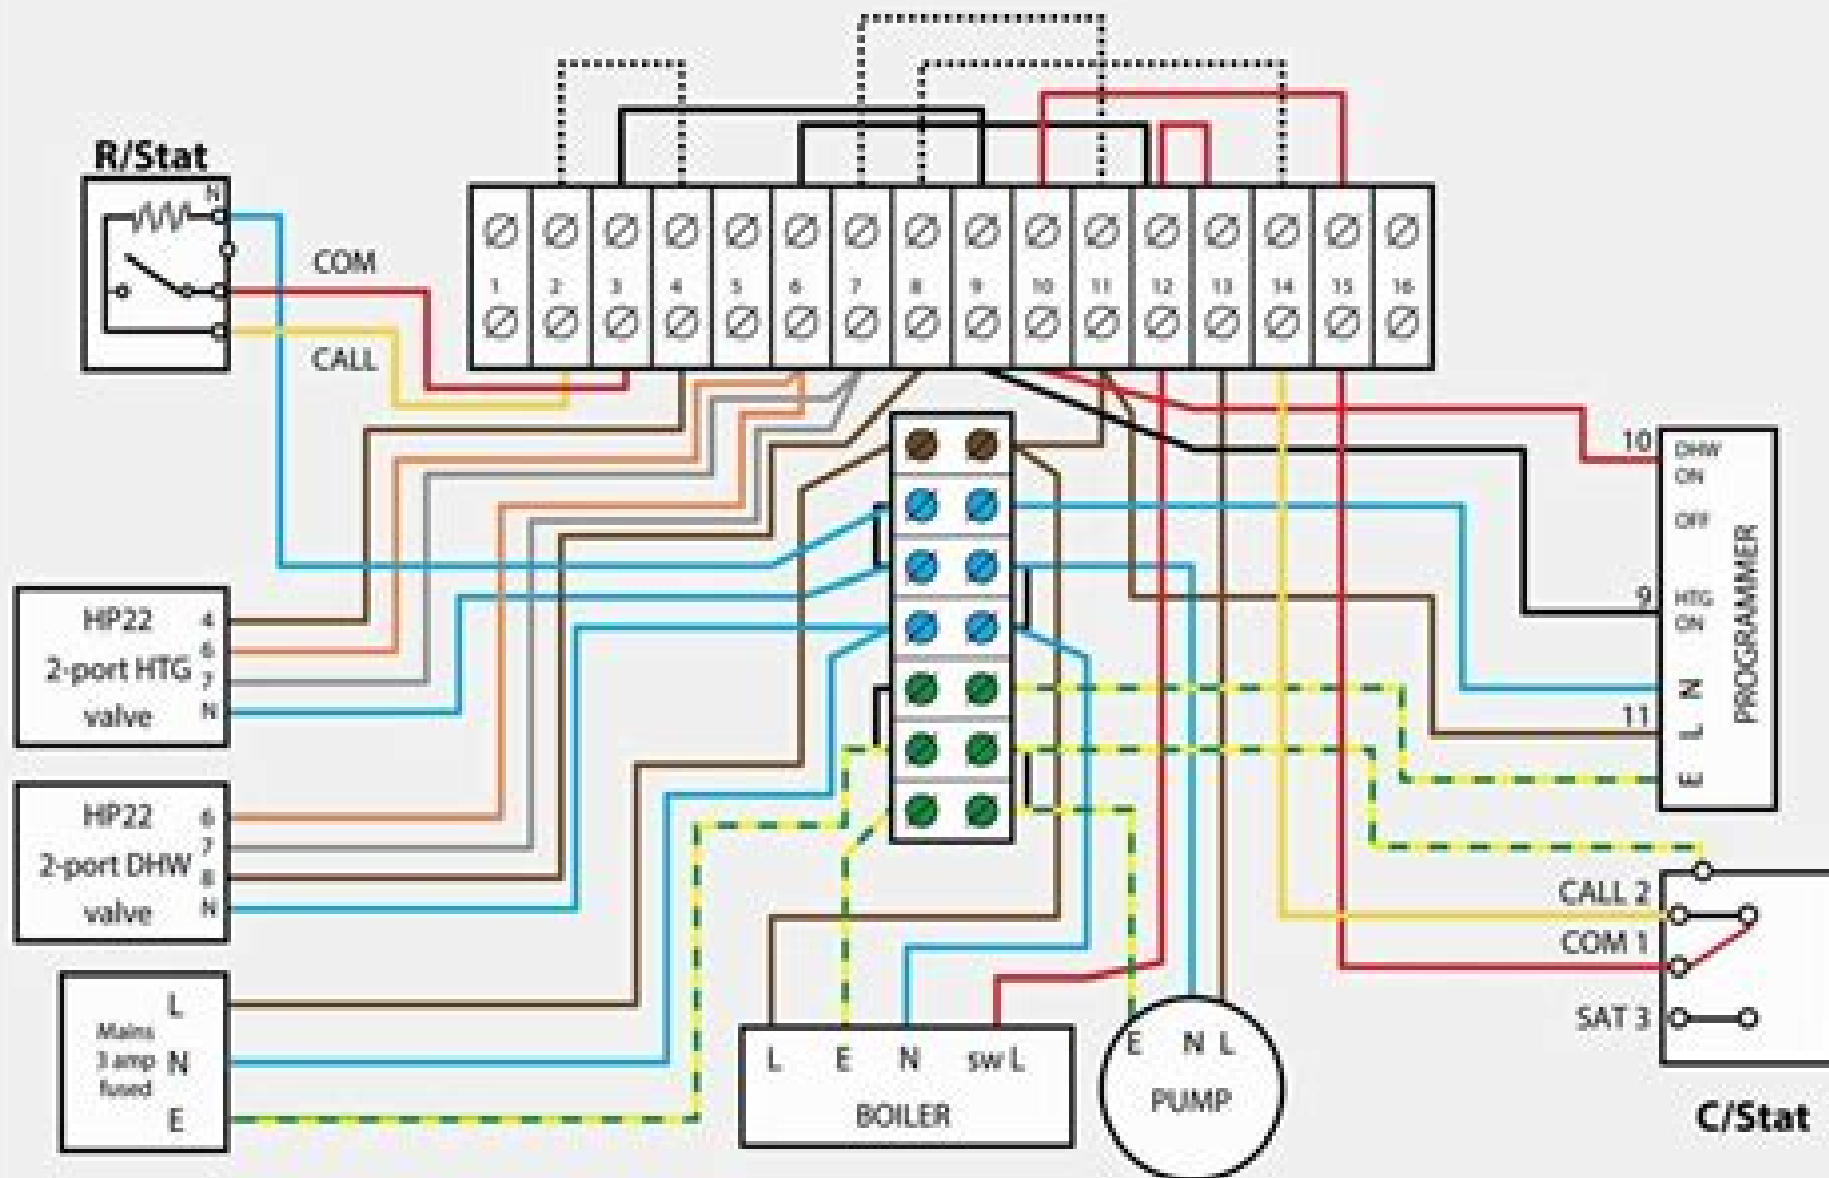 R/Stat
N
COM
CALL
1 2 3 4 5 6 7 8 9 10 11 12 13 14 15 16
10 DHW
ON
OFF
9 HTG
ON
N
11 L
E
PROGRAMMER
HP22 4
6
2-port HTG 7
valve N
HP22 6
7
2-port DHW 8
valve N
L
Mains
3 amp N
fused
E
L E N sw L
BOILER
E N L
PUMP
CALL 2
COM 1
SAT 3
C/Stat